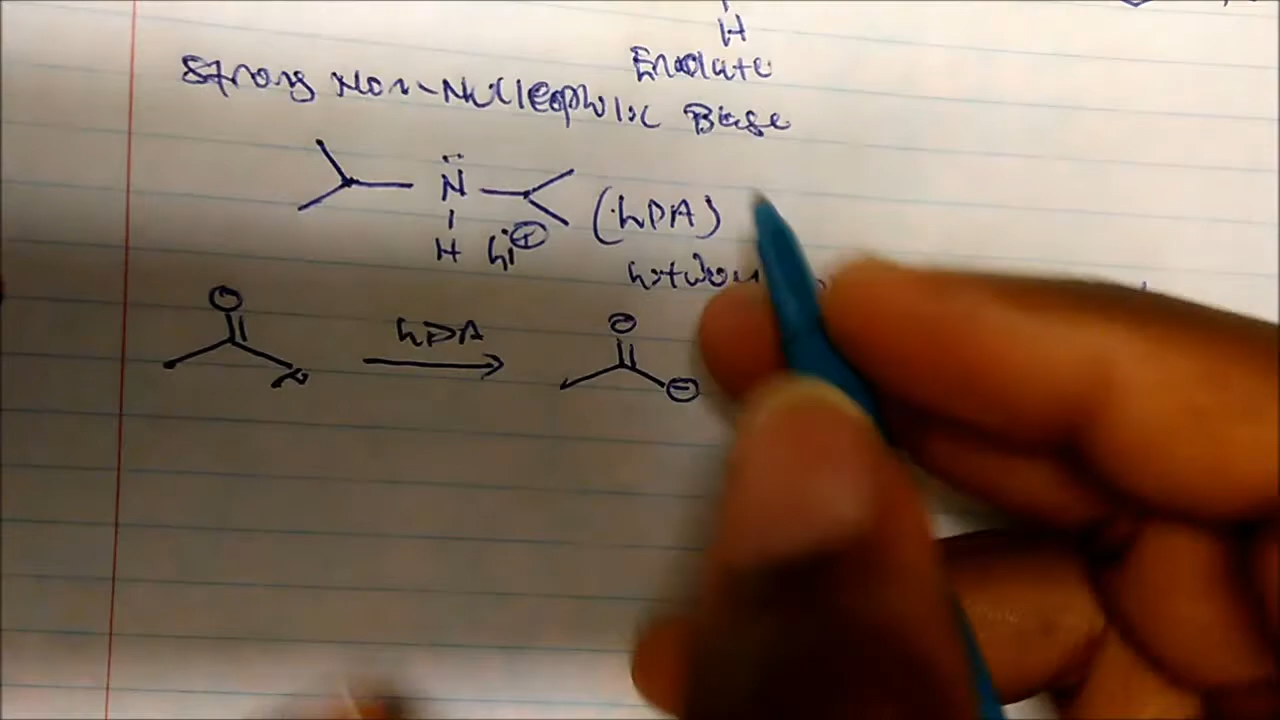 H
Enolate
Strong Non-Nucleophilic Base
N
H Li⊕ (LDA)
O LDA O
⊖